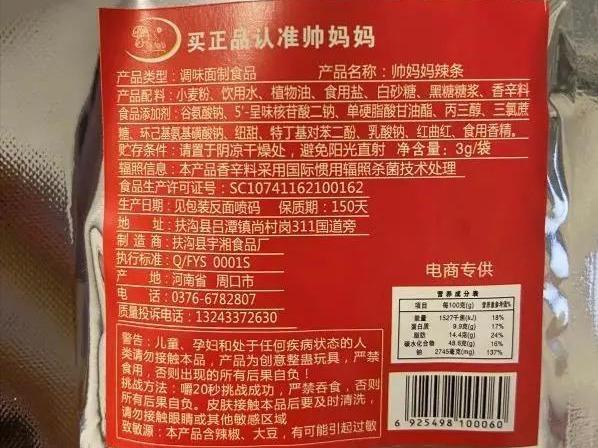 买正品认准帅妈妈
产品类型：调味面制食品 产品名称：帅妈妈辣条
产品配料：小麦粉、饮用水、植物油、食用盐、白砂糖、黑糖糖浆、香辛料
食品添加剂：谷氨酸钠、5'-呈味核苷酸二钠、单硬脂酸甘油酯、丙三醇、三氯蔗
糖、环己基氨基磺酸钠、纽甜、特丁基对苯二酚、乳酸钠、红曲红、食用香精。
贮存条件：请置于阴凉干燥处，避免阳光直射 净含量：3g/袋
辐照信息：本产品香辛料采用国际惯用辐照杀菌技术处理
食品生产许可证号：SC10741162100162
生产日期：见包装反面喷码 保质期：150天
地 址：扶沟县吕潭镇尚村岗311国道旁
制 造 商：扶沟县宇湘食品厂
执行标准：Q/FYS 0001S
产 地：河南省 周口市
电 话：0376-6782807
质量投诉电话：13243372630
电商专供
营养成分表
项目 每100克(g) 营养素参考值%
能量 1527千焦(kJ) 18%
蛋白质 9.9克(g) 17%
脂肪 14.4克(g) 24%
碳水化合物 48.6克(g) 16%
钠 2745毫克(mg) 137%
警告：儿童、孕妇和处于任何疾病状态的人
类请勿接触本品，产品为创意整蛊玩具，严禁
食用，否则出现的所有后果自负！
挑战方法：嚼20秒挑战成功，严禁吞食，否则
所有后果自负。皮肤接触本品后要及时清洗，
请勿接触眼睛或其他敏感区域
致敏源：本产品含辣椒、大豆，有可能引起过敏
6 925498 100060